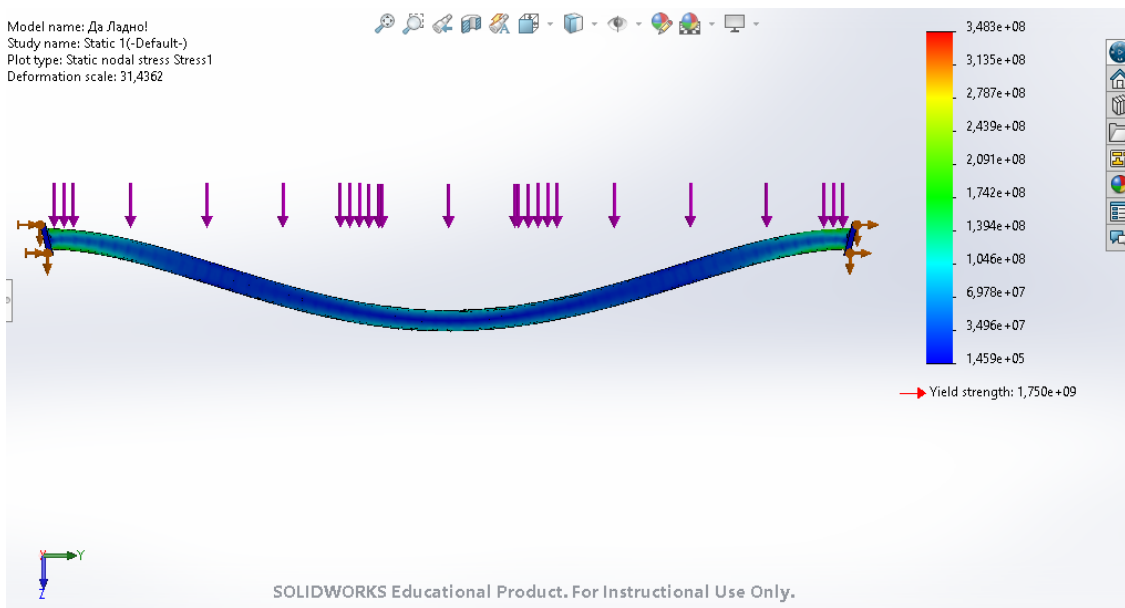 Model name: Да Ладно!
Study name: Static 1(-Default-)
Plot type: Static nodal stress Stress1
Deformation scale: 31,4362
3,483e+08
3,135e+08
2,787e+08
2,439e+08
2,091e+08
1,742e+08
1,394e+08
1,046e+08
6,978e+07
3,496e+07
1,459e+05
Yield strength: 1,750e+09
Y
Z
SOLIDWORKS Educational Product. For Instructional Use Only.